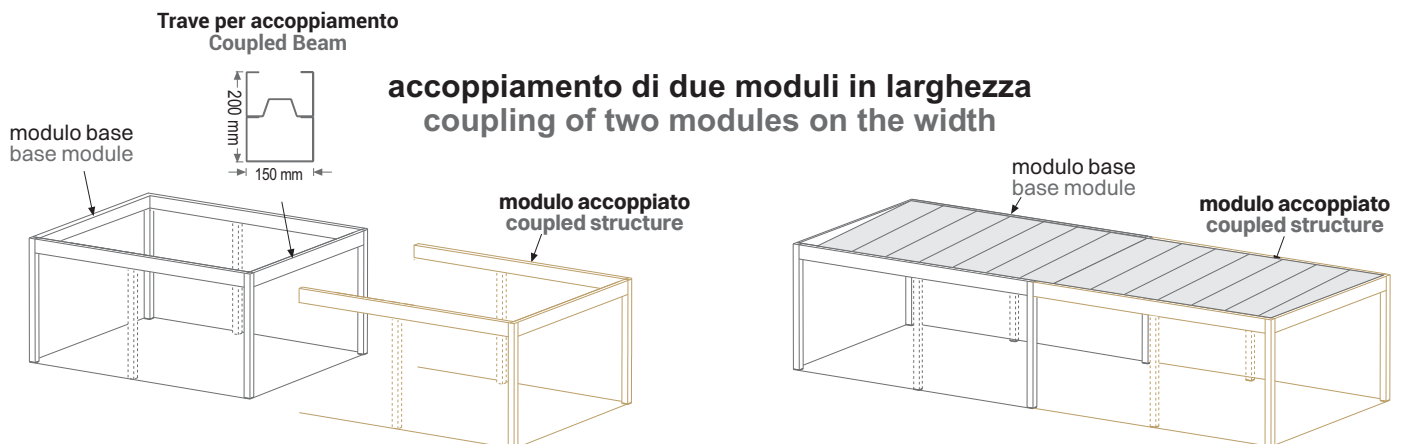 Trave per accoppiamento
Coupled Beam
200 mm
150 mm
accoppiamento di due moduli in larghezza
coupling of two modules on the width
modulo base
base module
modulo accoppiato
coupled structure
modulo base
base module
modulo accoppiato
coupled structure